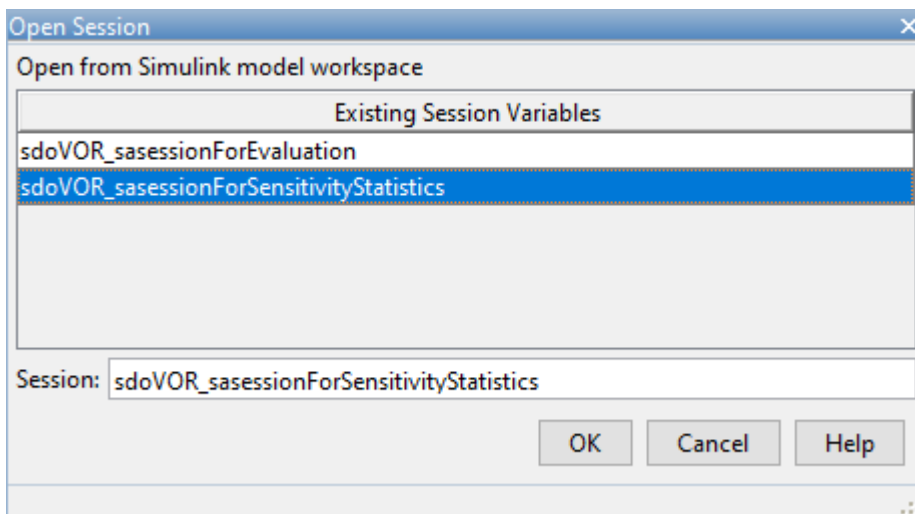 Open Session
Open from Simulink model workspace
Existing Session Variables
sdoVOR_sasessionForEvaluation
sdoVOR_sasessionForSensitivityStatistics
Session: sdoVOR_sasessionForSensitivityStatistics
OK Cancel Help